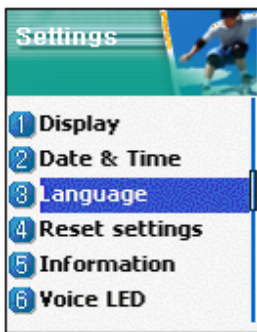 Settings
1 Display
2 Date & Time
3 Language
4 Reset settings
5 Information
6 Voice LED